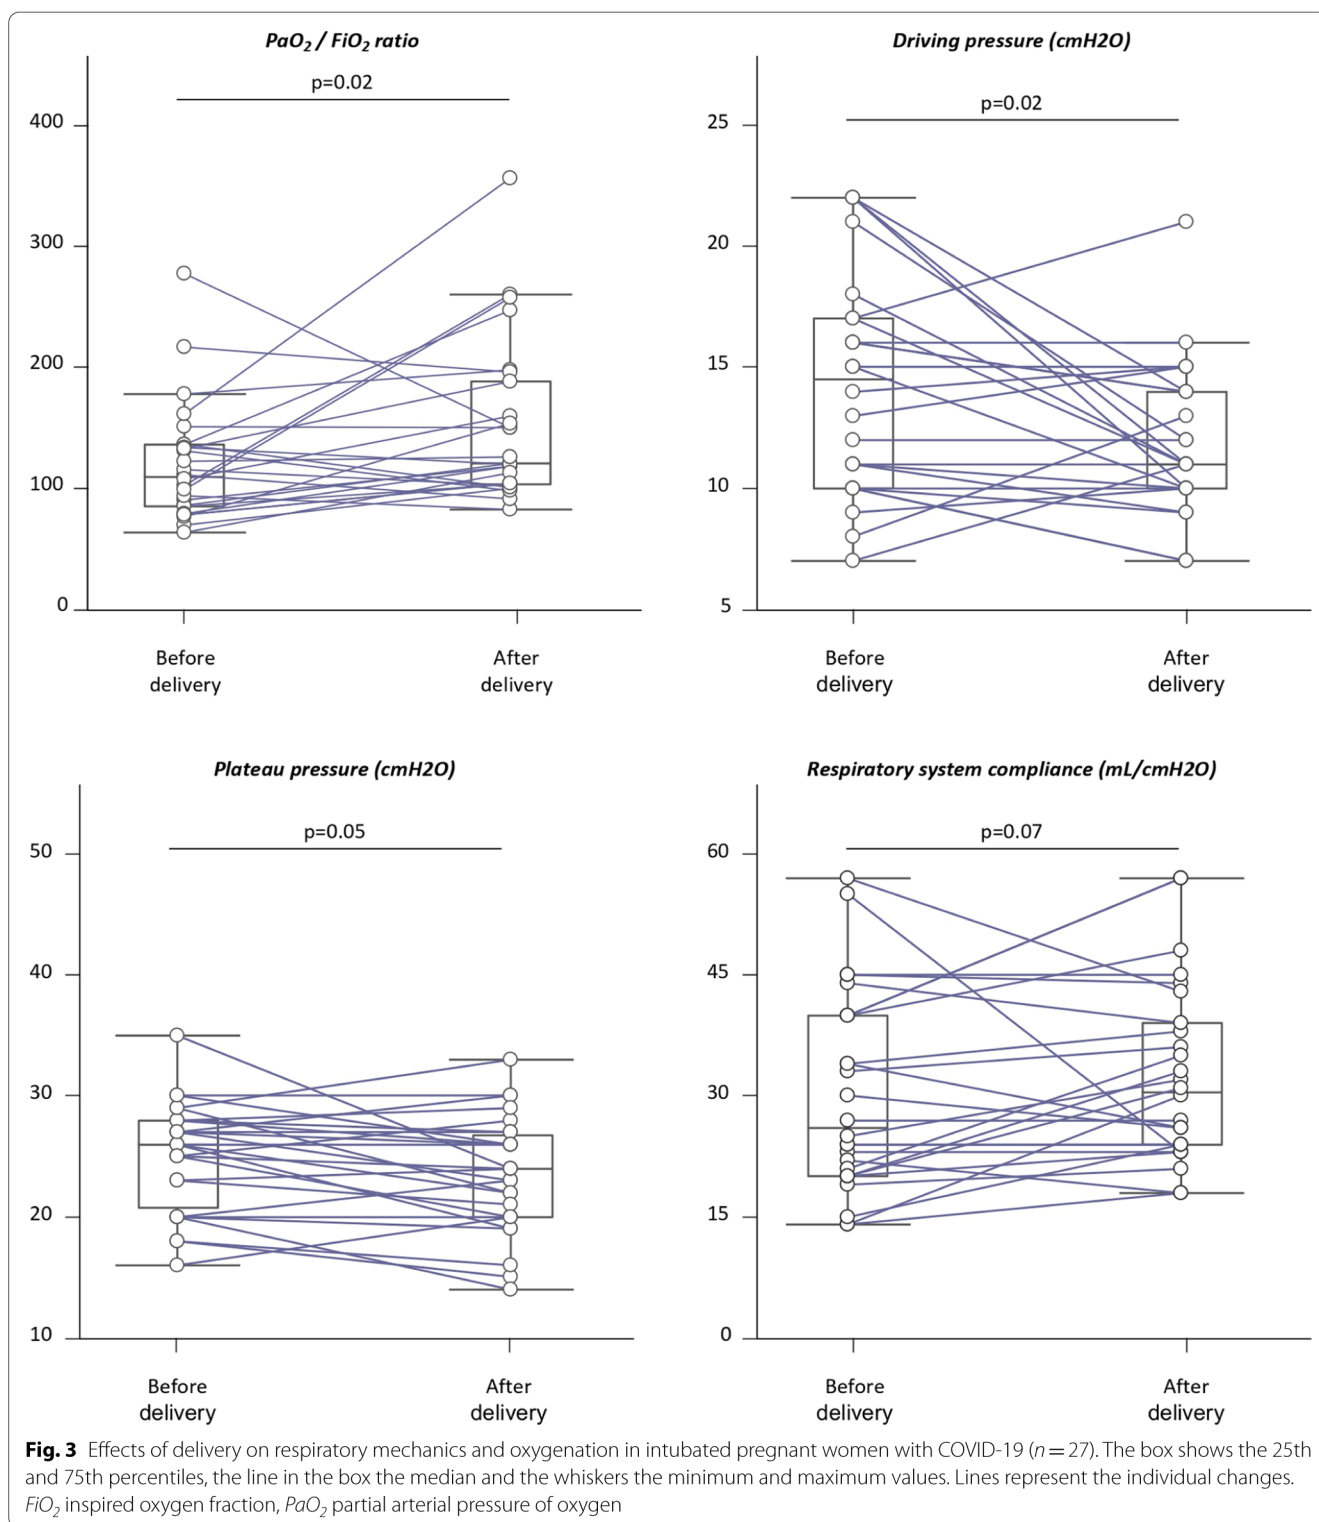 PaO2 / FiO2 ratio
p=0.02
400
300
200
100
0
Before delivery
After delivery
Driving pressure (cmH2O)
p=0.02
25
20
15
10
5
Before delivery
After delivery
Plateau pressure (cmH2O)
p=0.05
50
40
30
20
10
Before delivery
After delivery
Respiratory system compliance (mL/cmH2O)
p=0.07
60
45
30
15
0
Before delivery
After delivery
Fig. 3 Effects of delivery on respiratory mechanics and oxygenation in intubated pregnant women with COVID-19 (n = 27). The box shows the 25th
and 75th percentiles, the line in the box the median and the whiskers the minimum and maximum values. Lines represent the individual changes.
FiO2 inspired oxygen fraction, PaO2 partial arterial pressure of oxygen